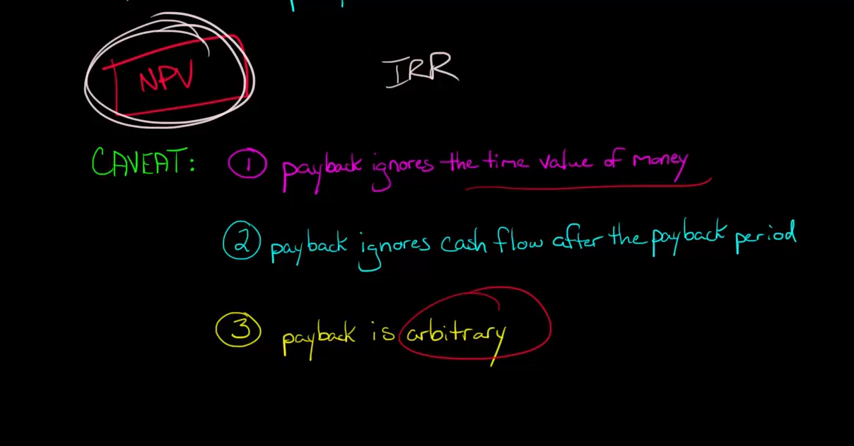 NPV IRR
CAVEAT: 1 payback ignores the time value of money
2 payback ignores cash flow after the payback period
3 payback is arbitrary